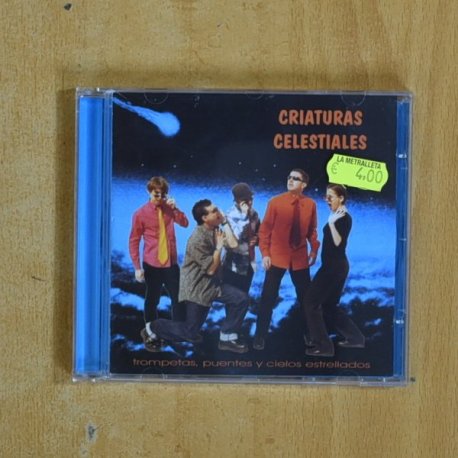 CRIATURAS
CELESTIALES
LA METRALLETA
€ 4,00
trompetas, puentes y cielos estrellados